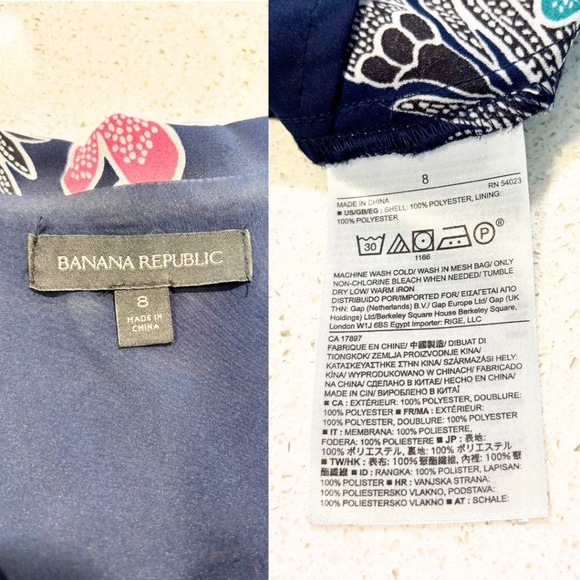 BANANA REPUBLIC
8
MADE IN
CHINA
8
RN 54023
MADE IN CHINA
■ US/GB/EG: SHELL: 100% POLYESTER, LINING:
100% POLYESTER
30
P
1166
MACHINE WASH COLD/ WASH IN MESH BAG/ ONLY
NON-CHLORINE BLEACH WHEN NEEDED/ TUMBLE
DRY LOW/ WARM IRON
DISTRIBUIDO POR/IMPORTED FOR/ ΕΙΣΑΓΕΤΑΙ ΑΠΟ
THN: Gap (Netherlands) B.V./ Gap Europe Ltd/ Gap (UK
Holdings) Ltd/Berkeley Square House Berkeley Square,
London W1J 6BS Egypt Importer: RIGE, LLC
CA 17897
FABRIQUE EN CHINE/ 中國製造/ DIBUAT DI
TIONGKOK/ ZEMLJA PROIZVODNJE KINA/
ΚΑΤΑΣΚΕΥΑΣΤΗΚΕ ΣΤΗΝ ΚΙΝΑ/ SZÁRMAZÁSI HELY:
KÍNA/ WYPRODUKOWANO W CHINACH/ FABRICADO
NA CHINA/ СДЕЛАНО В КИТАЕ/ HECHO EN CHINA/
MADE IN CIN/ ВИРОБЛЕНО В КИТАЇ
■ CA : EXTÉRIEUR: 100% POLYESTER, DOUBLURE:
100% POLYESTER ■ FR/MA: EXTÉRIEUR:
100% POLYESTER, DOUBLURE: 100% POLYESTER
■ IT : MEMBRANA: 100% POLIESTERE,
FODERA: 100% POLIESTERE ■ JP: 表地:
100% ポリエステル, 裏地: 100% ポリエステル
■ TW/HK : 表布: 100% 聚酯纖維, 內裡: 100% 聚
酯纖維 ■ ID : RANGKA: 100% POLISTER, LAPISAN:
100% POLISTER ■ HR : VANJSKA STRANA:
100% POLIESTERSKO VLAKNO, PODSTAVA:
100% POLIESTERSKO VLAKNO ■ AT : SCHALE: